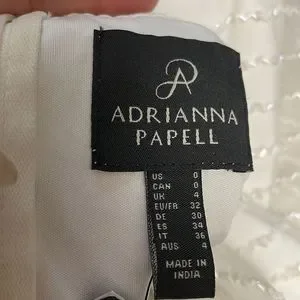 ADRIANNA
PAPELL
US 0
CAN 0
UK 4
EU/FR 32
DE 30
ES 34
IT 36
RUS 4
MADE IN
INDIA